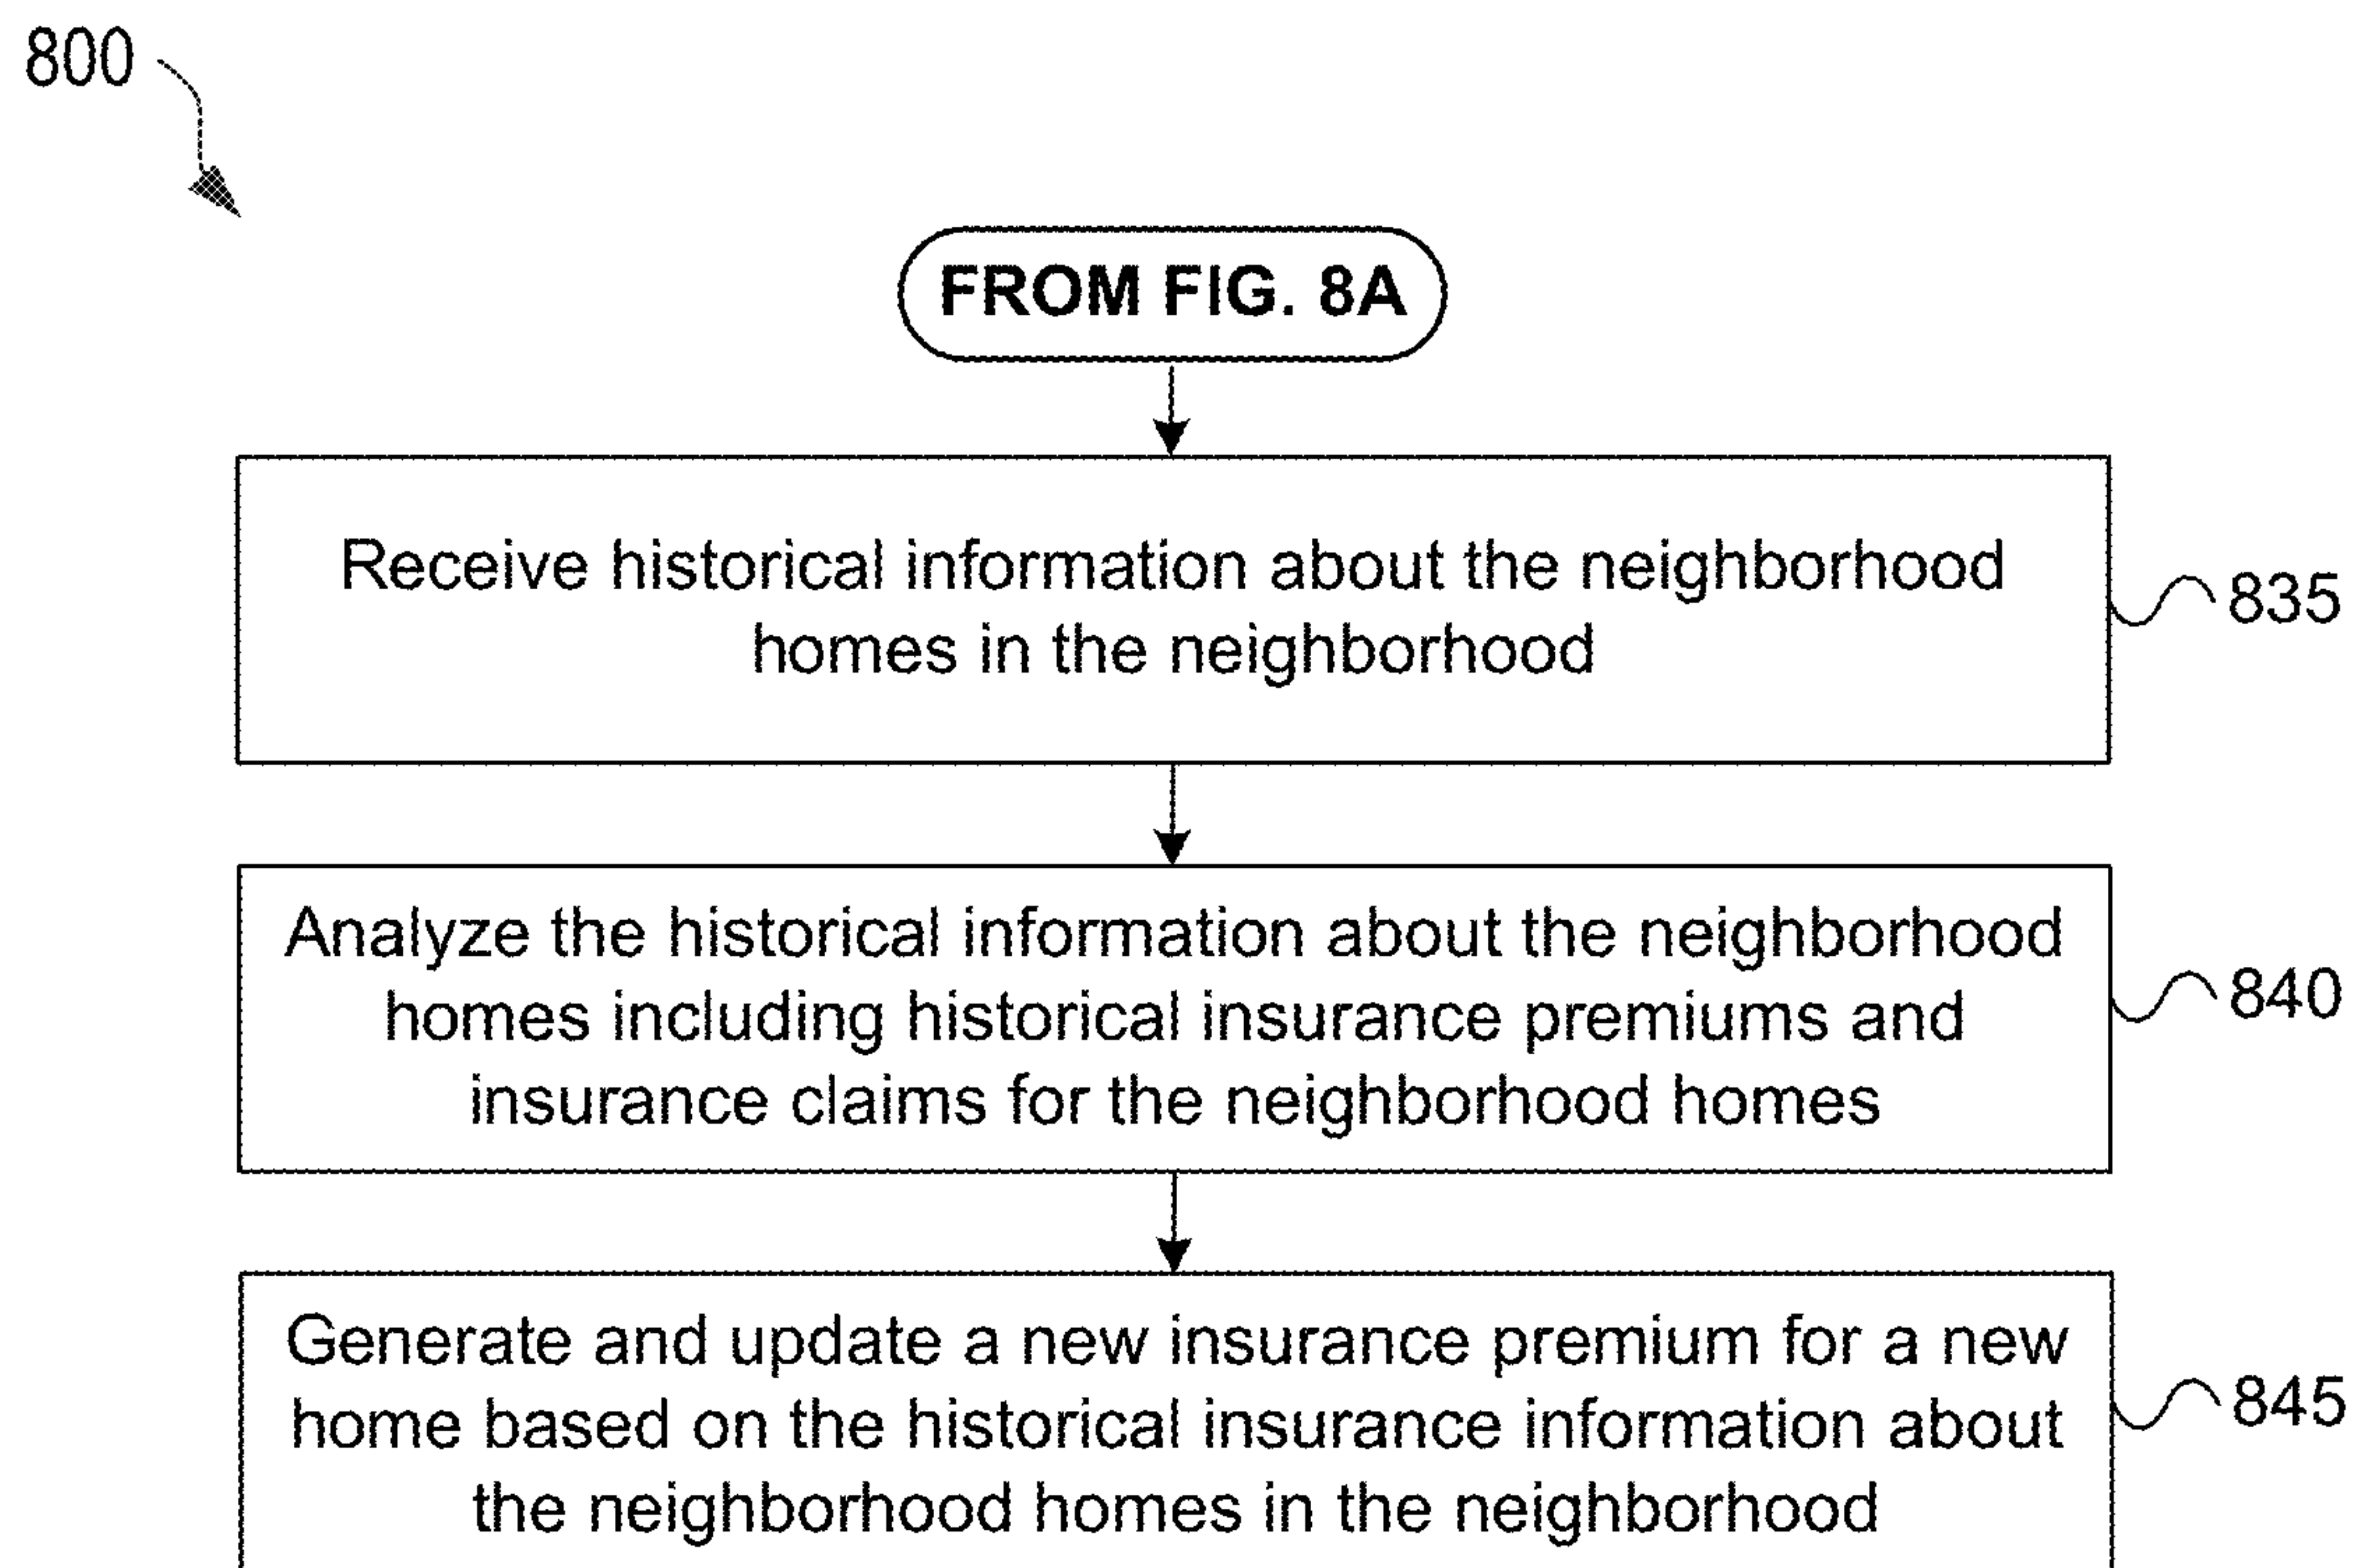 800
FROM FIG. 8A
Receive historical information about the neighborhood
homes in the neighborhood
835
Analyze the historical information about the neighborhood
homes including historical insurance premiums and
insurance claims for the neighborhood homes
840
Generate and update a new insurance premium for a new
home based on the historical insurance information about
the neighborhood homes in the neighborhood
845